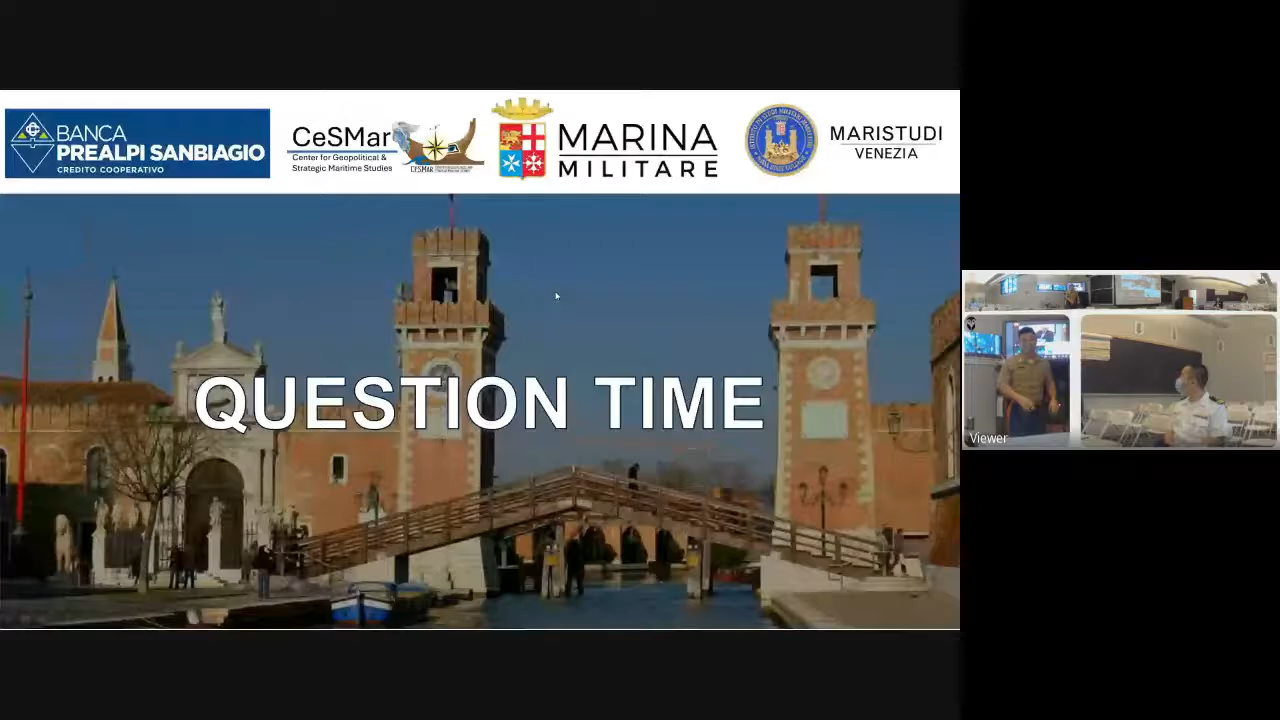 BANCA
PREALPI SANBIAGIO
CREDITO COOPERATIVO
CeSMar
Center for Geopolitical &
Strategic Maritime Studies
CESMAR
MARINA
MILITARE
MARISTUDI
VENEZIA
QUESTION TIME
Viewer